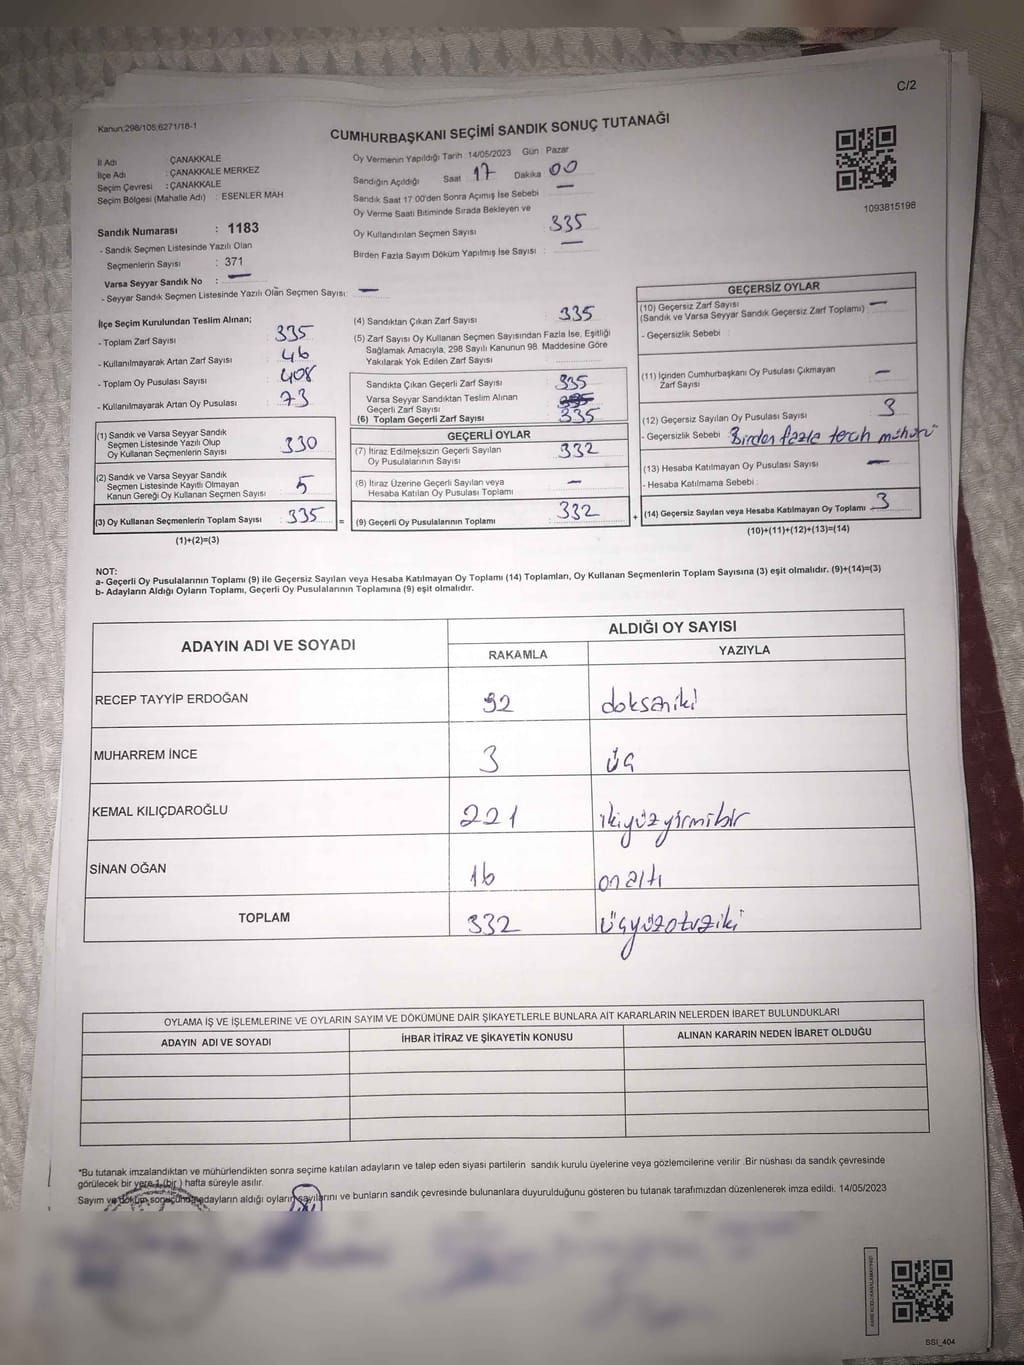 C/2
Kanun;298/105;6271/18-1
CUMHURBAŞKANI SEÇİMİ SANDIK SONUÇ TUTANAĞI
İl Adı ÇANAKKALE
İlçe Adı : ÇANAKKALE MERKEZ
Seçim Çevresi : ÇANAKKALE
Seçim Bölgesi (Mahalle Adı) : ESENLER MAH
Sandık Numarası : 1183
- Sandık Seçmen Listesinde Yazılı Olan
Seçmenlerin Sayısı : 371
Varsa Seyyar Sandık No : —
- Seyyar Sandık Seçmen Listesinde Yazılı Olan Seçmen Sayısı: —
Oy Vermenin Yapıldığı Tarih : 14/05/2023 Gün : Pazar
Sandığın Açıldığı Saat : 17 Dakika : 00
Sandık Saat 17:00'den Sonra Açımış İse Sebebi : —
Oy Verme Saati Bitiminde Sırada Bekleyen ve
Oy Kullandırılan Seçmen Sayısı : 335
Birden Fazla Sayım Döküm Yapılmış İse Sayısı : —
1093815198
İlçe Seçim Kurulundan Teslim Alınan;
- Toplam Zarf Sayısı : 335
- Kullanılmayarak Artan Zarf Sayısı : 46
- Toplam Oy Pusulası Sayısı : 408
- Kullanılmayarak Artan Oy Pusulası : 73
(1) Sandık ve Varsa Seyyar Sandık
Seçmen Listesinde Yazılı Olup
Oy Kullanan Seçmenlerin Sayısı : 330
(2) Sandık ve Varsa Seyyar Sandık
Seçmen Listesinde Kayıtlı Olmayan
Kanun Gereği Oy Kullanan Seçmen Sayısı : 5
(3) Oy Kullanan Seçmenlerin Toplam Sayısı : 335
(1)+(2)=(3)
(4) Sandıktan Çıkan Zarf Sayısı : 335
(5) Zarf Sayısı Oy Kullanan Seçmen Sayısından Fazla İse, Eşitliği
Sağlamak Amacıyla, 298 Sayılı Kanunun 98. Maddesine Göre
Yakılarak Yok Edilen Zarf Sayısı :
Sandıkta Çıkan Geçerli Zarf Sayısı : 335
Varsa Seyyar Sandıktan Teslim Alınan
Geçerli Zarf Sayısı :
(6) Toplam Geçerli Zarf Sayısı : 335
GEÇERLİ OYLAR
(7) İtiraz Edilmeksizin Geçerli Sayılan
Oy Pusulalarının Sayısı : 332
(8) İtiraz Üzerine Geçerli Sayılan veya
Hesaba Katılan Oy Pusulası Toplamı : —
= (9) Geçerli Oy Pusulalarının Toplamı : 332
GEÇERSİZ OYLAR
(10) Geçersiz Zarf Sayısı : —
(Sandık ve Varsa Seyyar Sandık Geçersiz Zarf Toplamı)
- Geçersizlik Sebebi :
(11) İçinden Cumhurbaşkanı Oy Pusulası Çıkmayan
Zarf Sayısı : —
(12) Geçersiz Sayılan Oy Pusulası Sayısı : 3
- Geçersizlik Sebebi : Birden fazla tercih mührü
(13) Hesaba Katılmayan Oy Pusulası Sayısı : —
- Hesaba Katılmama Sebebi :
+ (14) Geçersiz Sayılan veya Hesaba Katılmayan Oy Toplamı : 3
(10)+(11)+(12)+(13)=(14)
NOT:
a- Geçerli Oy Pusulalarının Toplamı (9) ile Geçersiz Sayılan veya Hesaba Katılmayan Oy Toplamı (14) Toplamları, Oy Kullanan Seçmenlerin Toplam Sayısına (3) eşit olmalıdır. (9)+(14)=(3)
b- Adayların Aldığı Oyların Toplamı, Geçerli Oy Pusulalarının Toplamına (9) eşit olmalıdır.
ADAYIN ADI VE SOYADI ALDIĞI OY SAYISI
RAKAMLA YAZIYLA
RECEP TAYYİP ERDOĞAN 92 doksaniki
MUHARREM İNCE 3 üç
KEMAL KILIÇDAROĞLU 221 ikiyüzyirmibir
SİNAN OĞAN 16 onaltı
TOPLAM 332 üçyüzotuziki
OYLAMA İŞ VE İŞLEMLERİNE VE OYLARIN SAYIM VE DÖKÜMÜNE DAİR ŞİKAYETLERLE BUNLARA AİT KARARLARIN NELERDEN İBARET BULUNDUKLARI
ADAYIN ADI VE SOYADI İHBAR İTİRAZ VE ŞİKAYETİN KONUSU ALINAN KARARIN NEDEN İBARET OLDUĞU
*Bu tutanak imzalandıktan ve mühürlendikten sonra seçime katılan adayların ve talep eden siyasi partilerin sandık kurulu üyelerine veya gözlemcilerine verilir .Bir nüshası da sandık çevresinde
görülecek bir yere 1 (bir ) hafta süreyle asılır.
Sayım ve döküm sonucunda adayların aldığı oyların sayılarını ve bunların sandık çevresinde bulunanlara duyurulduğunu gösteren bu tutanak tarafımızdan düzenlenerek imza edildi. 14/05/2023
SSI_404